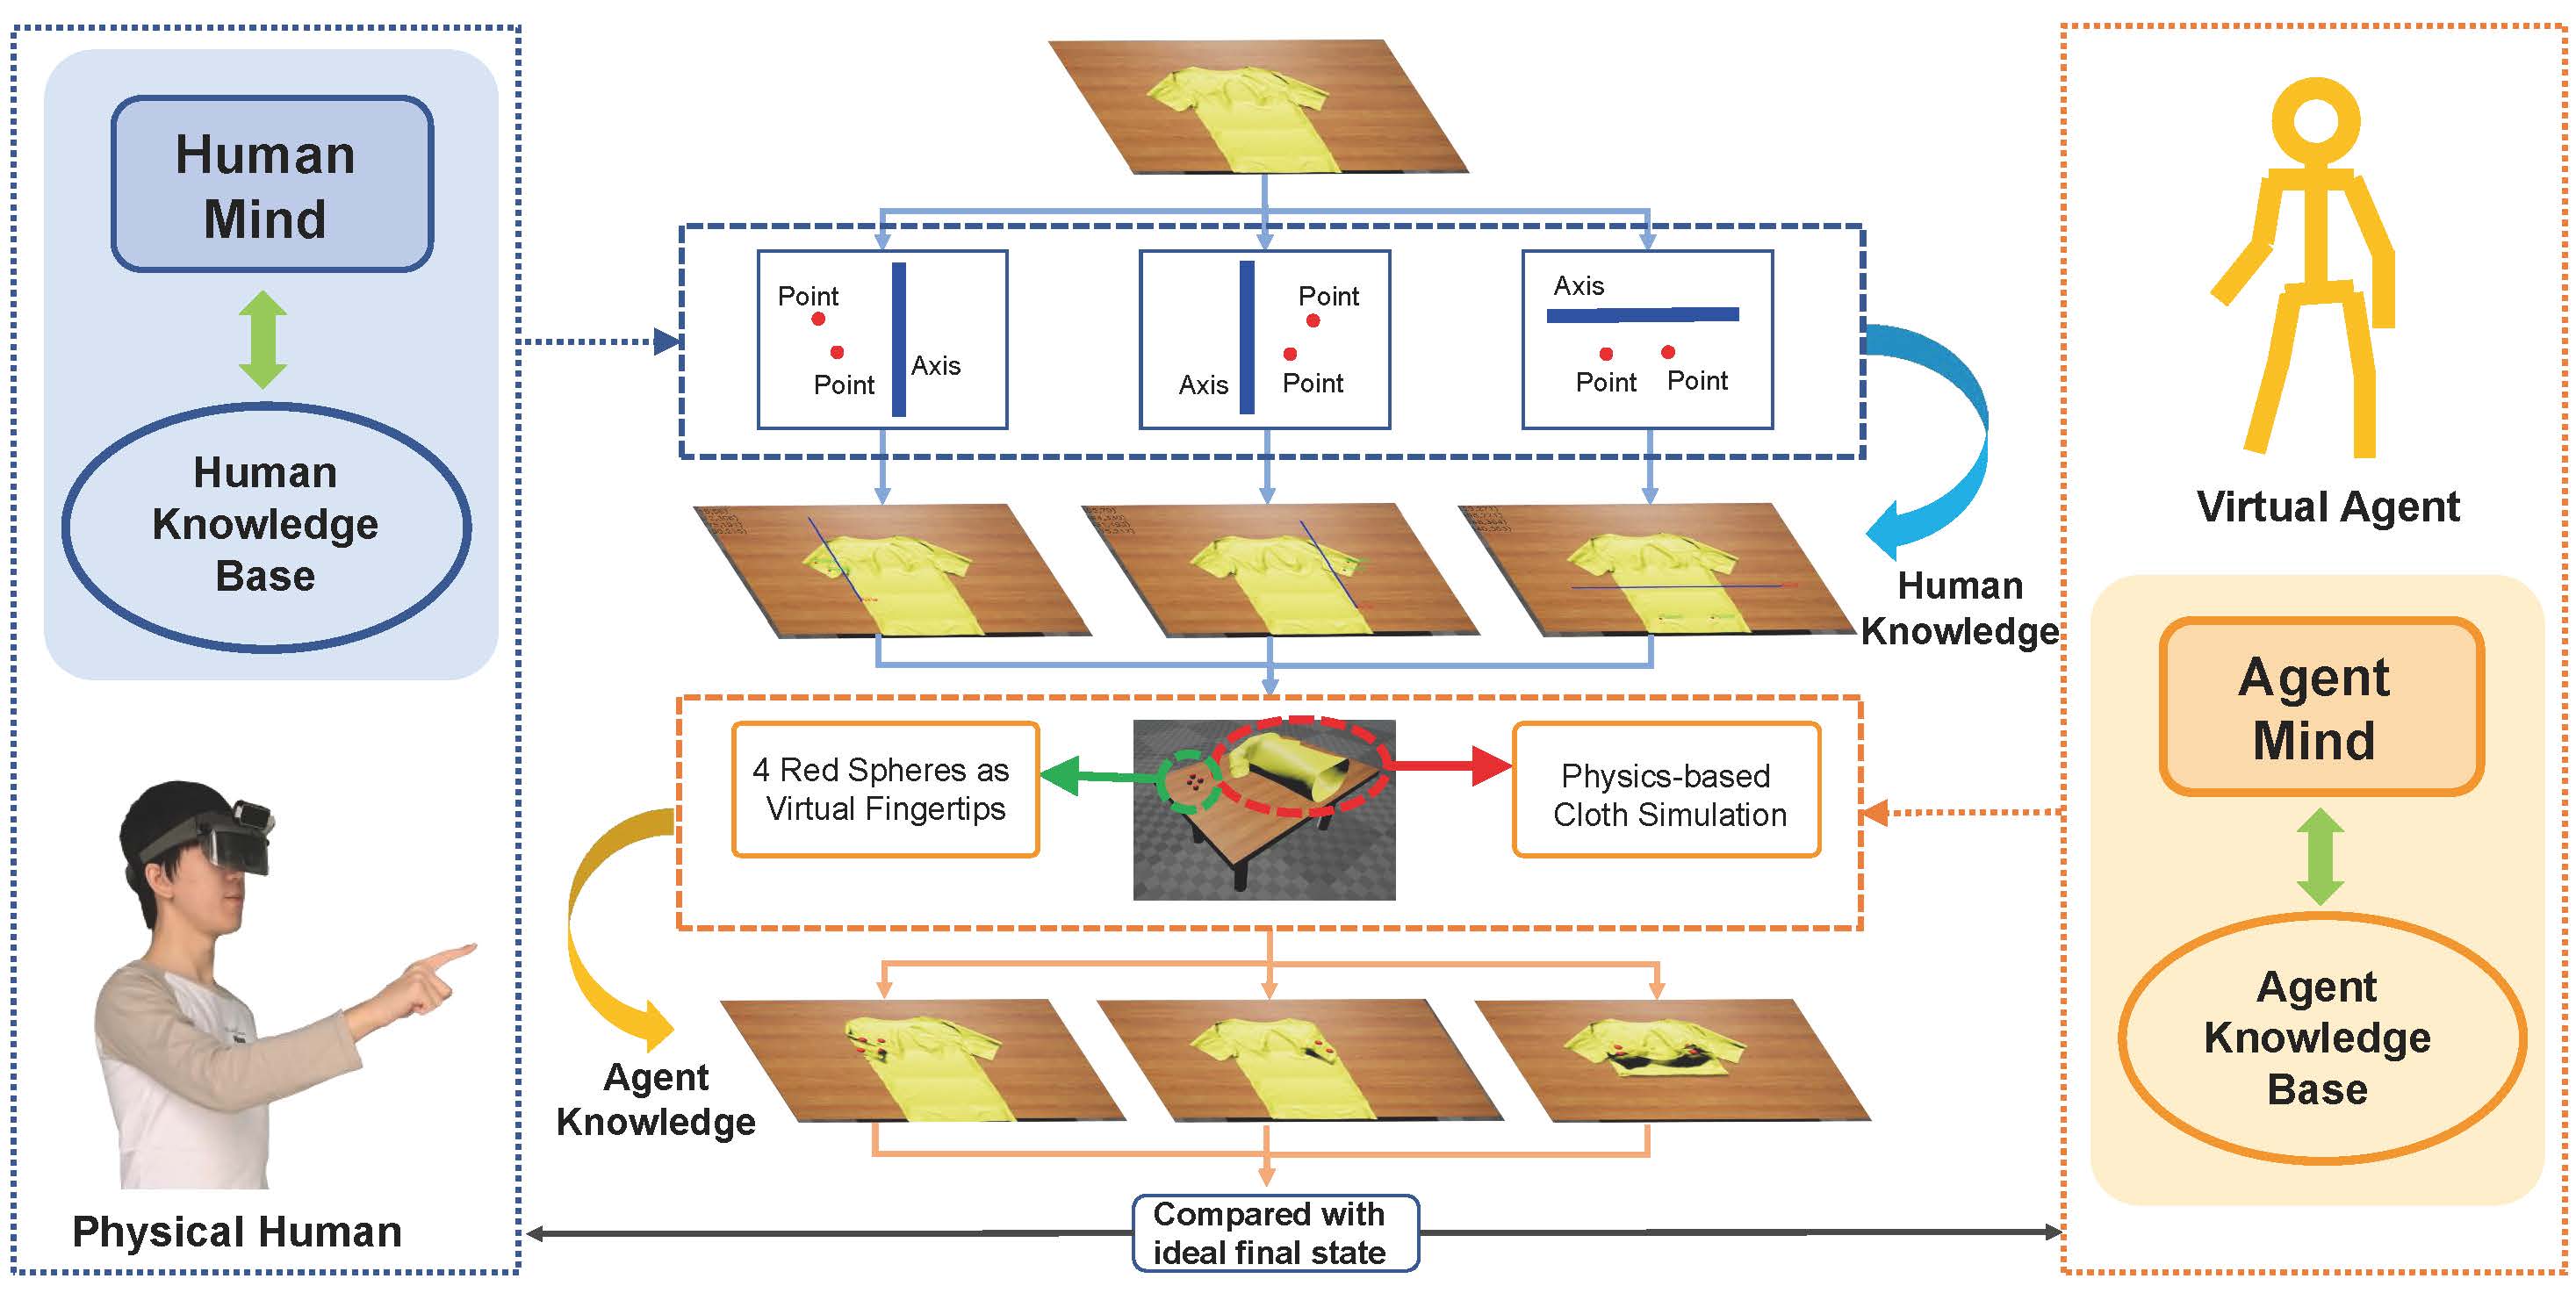 Human
Mind
Human
Knowledge
Base
Physical Human
Point
Point
Axis
Point
Axis
Point
Axis
Point
Point
Human
Knowledge
4 Red Spheres as
Virtual Fingertips
Physics-based
Cloth Simulation
Agent
Knowledge
Compared with
ideal final state
Virtual Agent
Agent
Mind
Agent
Knowledge
Base